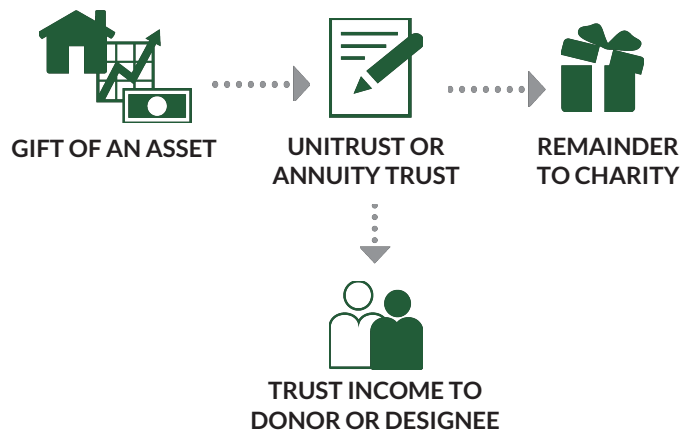 GIFT OF AN ASSET
UNITRUST OR
ANNUITY TRUST
REMAINDER
TO CHARITY
TRUST INCOME TO
DONOR OR DESIGNEE